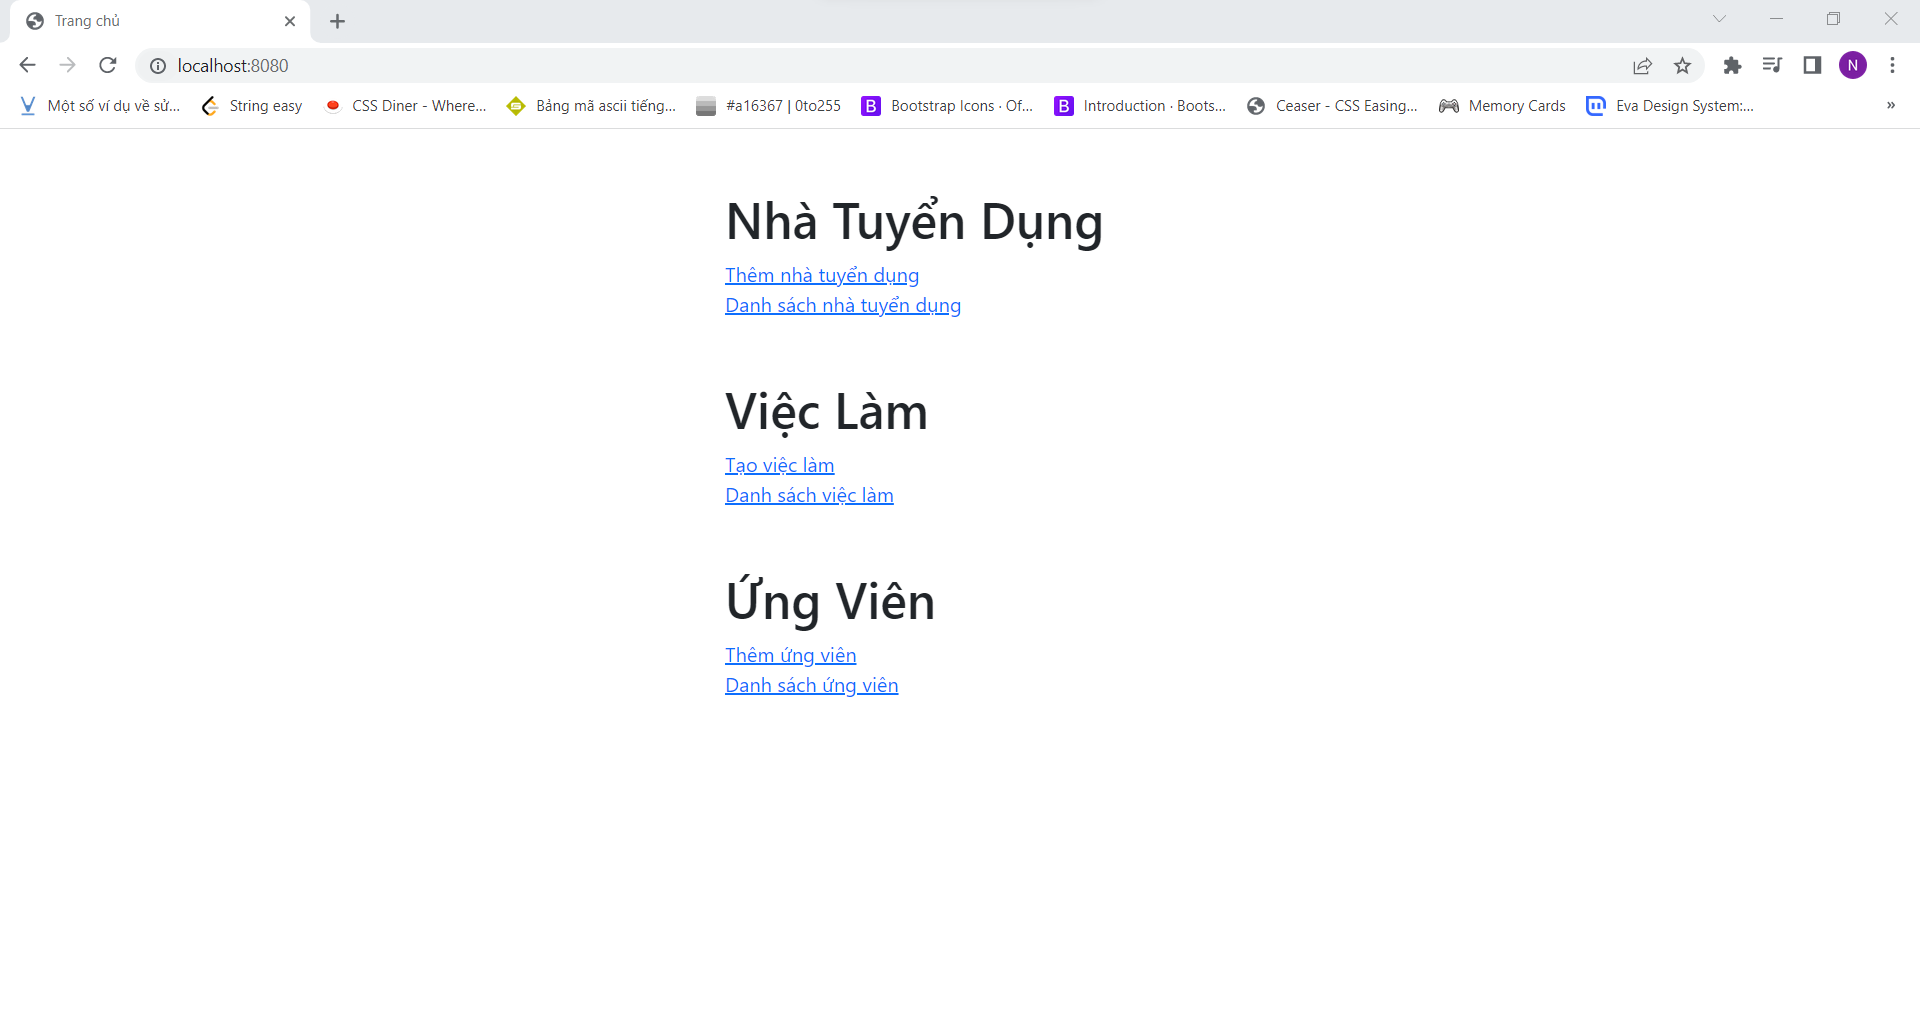 Trang chủ
localhost:8080
N
Một số ví dụ về sử...
String easy
CSS Diner - Where...
Bảng mã ascii tiếng...
#a16367 | 0to255
Bootstrap Icons · Of...
Introduction · Boots...
Ceaser - CSS Easing...
Memory Cards
Eva Design System:...
Nhà Tuyển Dụng
Thêm nhà tuyển dụng
Danh sách nhà tuyển dụng
Việc Làm
Tạo việc làm
Danh sách việc làm
Ứng Viên
Thêm ứng viên
Danh sách ứng viên